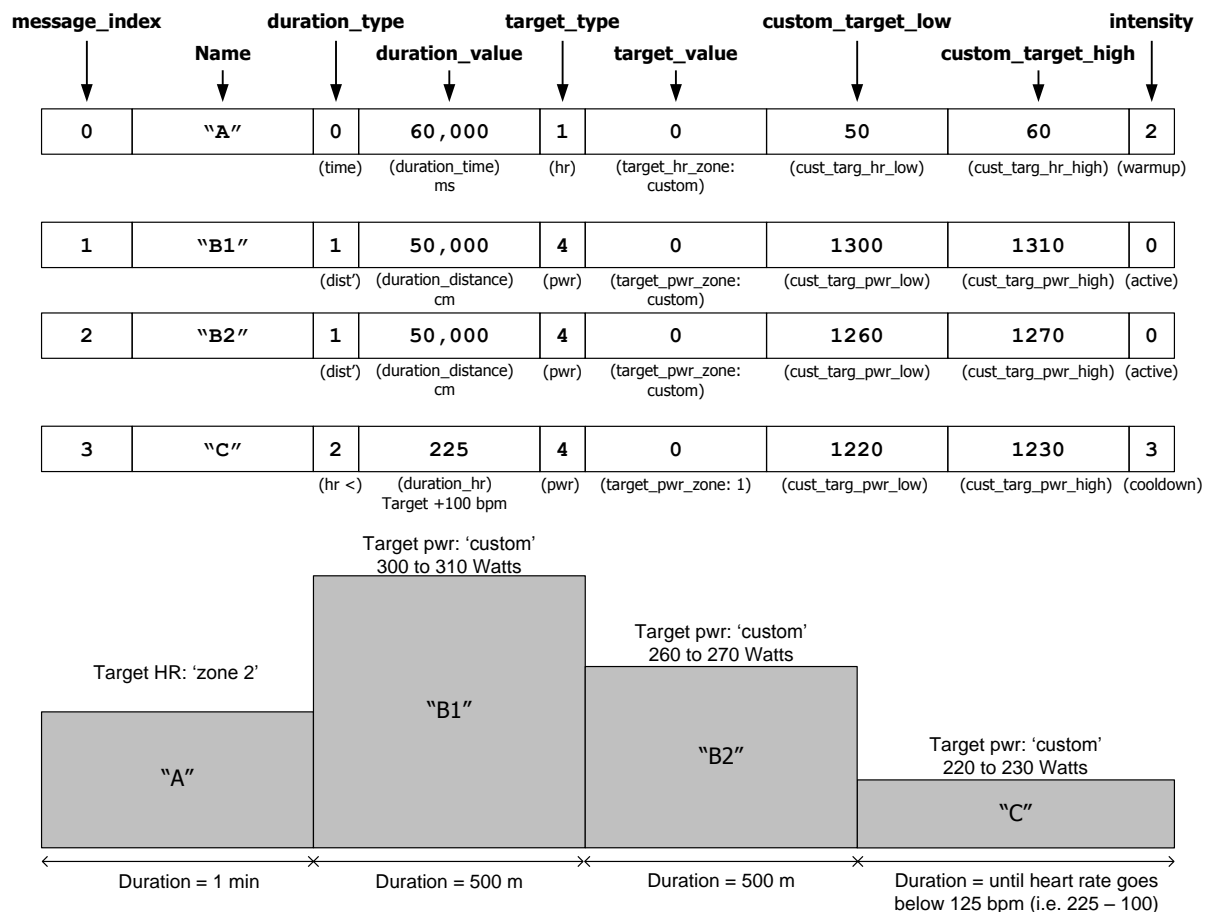 message_index duration_type target_type custom_target_low intensity
Name duration_value target_value custom_target_high
0 “A” 0 60,000 1 0 50 60 2
(time) (duration_time) (hr) (target_hr_zone: (cust_targ_hr_low) (cust_targ_hr_high) (warmup)
ms custom)
1 “B1” 1 50,000 4 0 1300 1310 0
(dist’) (duration_distance) (pwr) (target_pwr_zone: (cust_targ_pwr_low) (cust_targ_pwr_high) (active)
cm custom)
2 “B2” 1 50,000 4 0 1260 1270 0
(dist’) (duration_distance) (pwr) (target_pwr_zone: (cust_targ_pwr_low) (cust_targ_pwr_high) (active)
cm custom)
3 “C” 2 225 4 0 1220 1230 3
(hr <) (duration_hr) (pwr) (target_pwr_zone: 1) (cust_targ_pwr_low) (cust_targ_pwr_high) (cooldown)
Target +100 bpm
Target pwr: ‘custom’
300 to 310 Watts
Target pwr: ‘custom’
260 to 270 Watts
Target HR: ‘zone 2’
“B1”
Target pwr: ‘custom’
220 to 230 Watts
“B2”
“A”
“C”
Duration = 1 min Duration = 500 m Duration = 500 m Duration = until heart rate goes
below 125 bpm (i.e. 225 – 100)